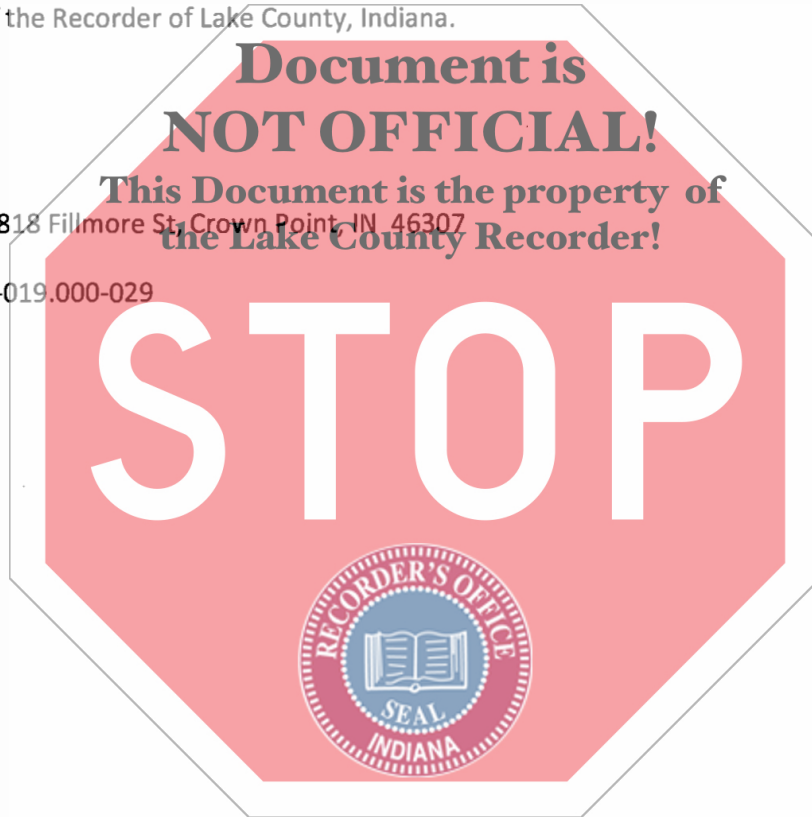 the Recorder of Lake County, Indiana.
Document is
NOT OFFICIAL!
This Document is the property of
818 Fillmore St, Crown Point, IN 46307
the Lake County Recorder!
-019.000-029
STOP
RECORDER'S OFFICE
SEAL
INDIANA